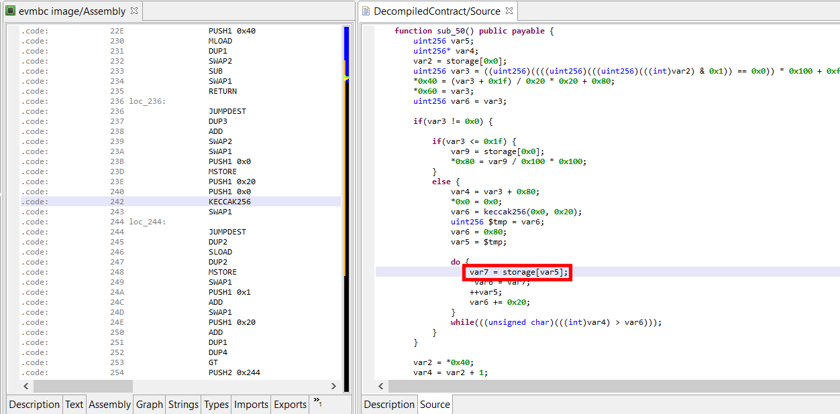 evmbc image/Assembly
.code: 22E PUSH1 0x40
.code: 230 MLOAD
.code: 231 DUP1
.code: 232 SWAP2
.code: 233 SUB
.code: 234 SWAP1
.code: 235 RETURN
.code: 236 loc_236:
.code: 236 JUMPDEST
.code: 237 DUP3
.code: 238 ADD
.code: 239 SWAP2
.code: 23A SWAP1
.code: 23B PUSH1 0x0
.code: 23D MSTORE
.code: 23E PUSH1 0x20
.code: 240 PUSH1 0x0
.code: 242 KECCAK256
.code: 243 SWAP1
.code: 244 loc_244:
.code: 244 JUMPDEST
.code: 245 DUP2
.code: 246 SLOAD
.code: 247 DUP2
.code: 248 MSTORE
.code: 249 SWAP1
.code: 24A PUSH1 0x1
.code: 24C ADD
.code: 24D SWAP1
.code: 24E PUSH1 0x20
.code: 250 ADD
.code: 251 DUP1
.code: 252 DUP4
.code: 253 GT
.code: 254 PUSH2 0x244
Description Text Assembly Graph Strings Types Imports Exports »1
DecompiledContract/Source
function sub_50() public payable {
uint256 var5;
uint256* var4;
var2 = storage[0x0];
uint256 var3 = ((uint256)((((uint256)(((uint256)(((int)var2) & 0x1)) == 0x0)) * 0x100 + 0xf
*0x40 = (var3 + 0x1f) / 0x20 * 0x20 + 0x80;
*0x60 = var3;
uint256 var6 = var3;
if(var3 != 0x0) {
if(var3 <= 0x1f) {
var9 = storage[0x0];
*0x80 = var9 / 0x100 * 0x100;
}
else {
var4 = var3 + 0x80;
*0x0 = 0x0;
var6 = keccak256(0x0, 0x20);
uint256 $tmp = var6;
var6 = 0x80;
var5 = $tmp;
do {
var7 = storage[var5];
*var6 = var7;
++var5;
var6 += 0x20;
}
while(((unsigned char)(((int)var4) > var6)));
}
}
var2 = *0x40;
var4 = var2 + 1;
Description Source